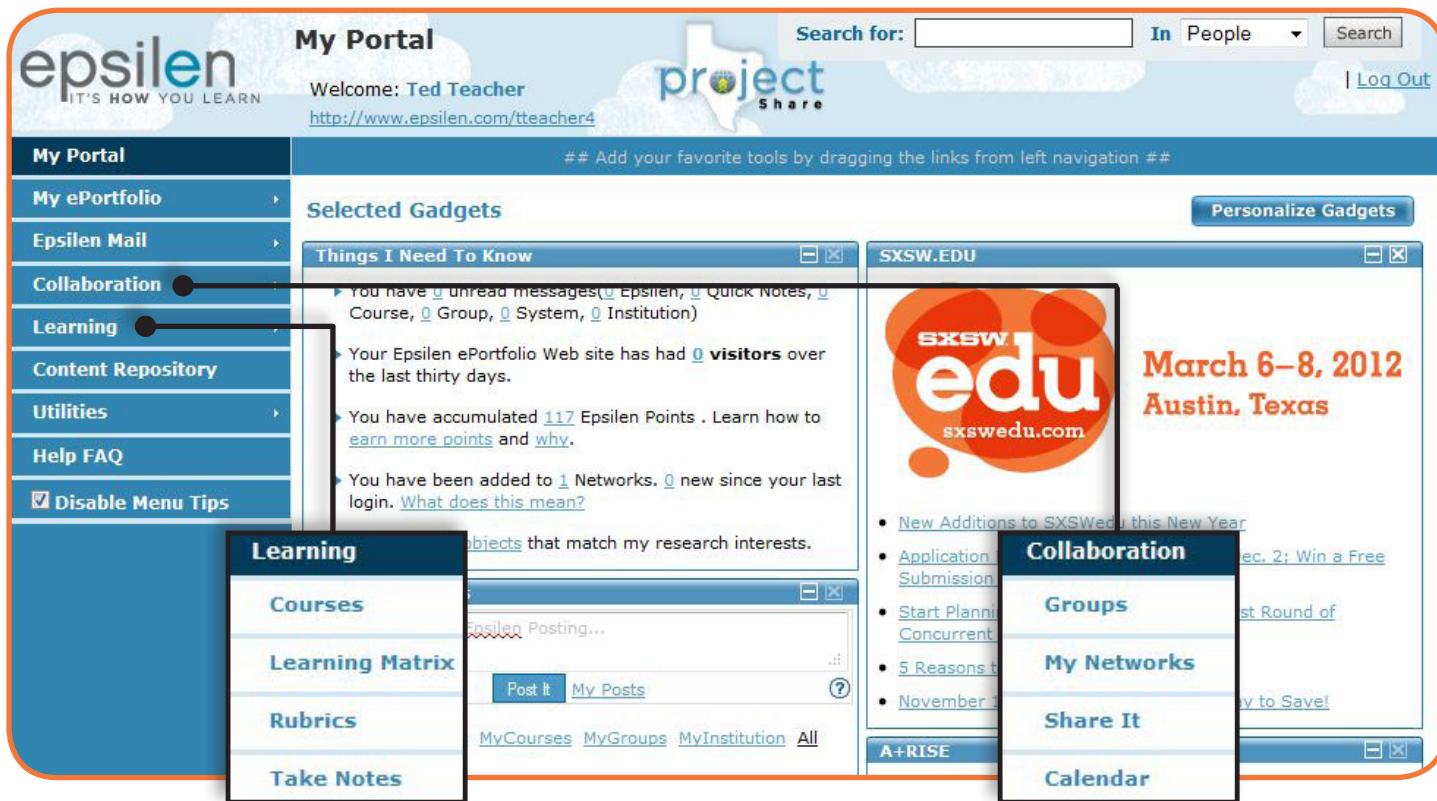 epsilen
IT'S HOW YOU LEARN
My Portal
Welcome: Ted Teacher
http://www.epsilen.com/tteacher4
project
Share
Search for:
In People Search
| Log Out
My Portal
My ePortfolio
Epsilen Mail
Collaboration
Learning
Content Repository
Utilities
Help FAQ
Disable Menu Tips
## Add your favorite tools by dragging the links from left navigation ##
Selected Gadgets
Personalize Gadgets
Things I Need To Know
You have 0 unread messages(0 Epsilen, 0 Quick Notes, 0
Course, 0 Group, 0 System, 0 Institution)
Your Epsilen ePortfolio Web site has had 0 visitors over
the last thirty days.
You have accumulated 117 Epsilen Points . Learn how to
earn more points and why.
You have been added to 1 Networks. 0 new since your last
login. What does this mean?
objects that match my research interests.
Epsilen Posting...
Post It My Posts
MyCourses MyGroups MyInstitution All
Learning
Courses
Learning Matrix
Rubrics
Take Notes
SXSW.EDU
sxsw
edu
sxswedu.com
March 6–8, 2012
Austin, Texas
New Additions to SXSWedu this New Year
Application Dec. 2; Win a Free
Submission
Start Round of
Concurrent
5 Reasons
November to Save!
A+RISE
Collaboration
Groups
My Networks
Share It
Calendar